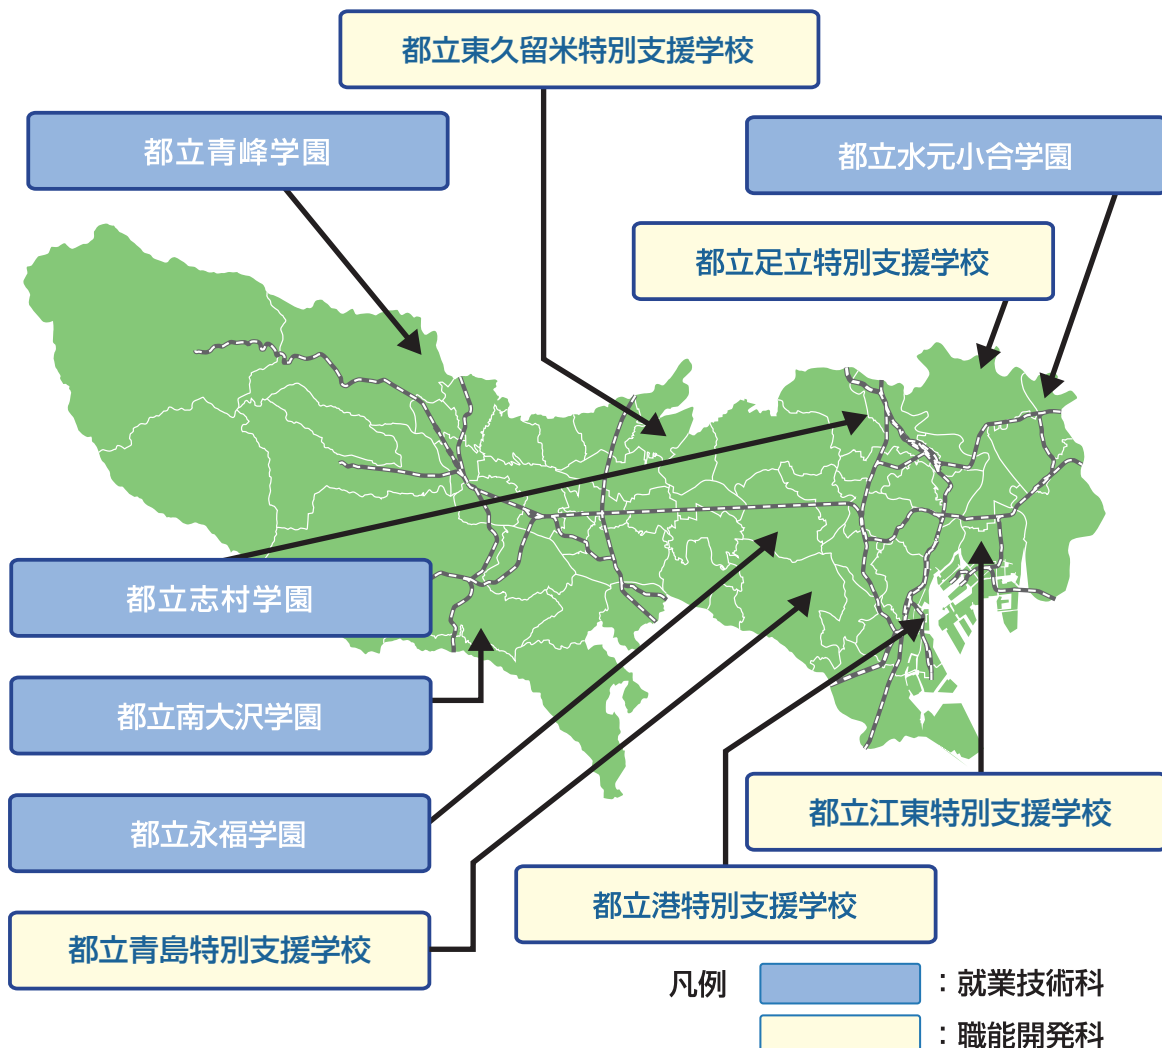 都立東久留米特別支援学校
都立青峰学園
都立水元小合学園
都立足立特別支援学校
都立志村学園
都立南大沢学園
都立永福学園
都立江東特別支援学校
都立港特別支援学校
都立青島特別支援学校
凡例
：就業技術科
：職能開発科